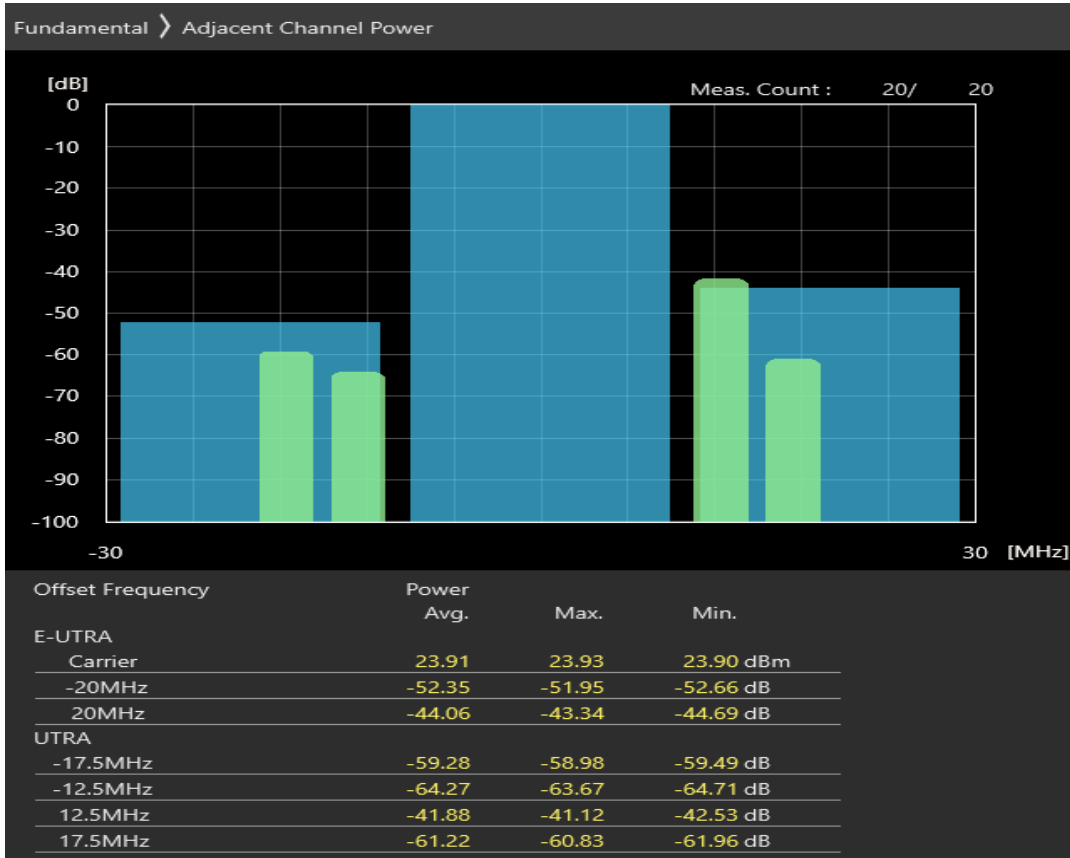 Fundamental 〉 Adjacent Channel Power
[dB]
Meas. Count : 20/ 20
0
-10
-20
-30
-40
-50
-60
-70
-80
-90
-100
-30 30 [MHz]
Offset Frequency Power
Avg. Max. Min.
E-UTRA
Carrier 23.91 23.93 23.90 dBm
-20MHz -52.35 -51.95 -52.66 dB
20MHz -44.06 -43.34 -44.69 dB
UTRA
-17.5MHz -59.28 -58.98 -59.49 dB
-12.5MHz -64.27 -63.67 -64.71 dB
12.5MHz -41.88 -41.12 -42.53 dB
17.5MHz -61.22 -60.83 -61.96 dB